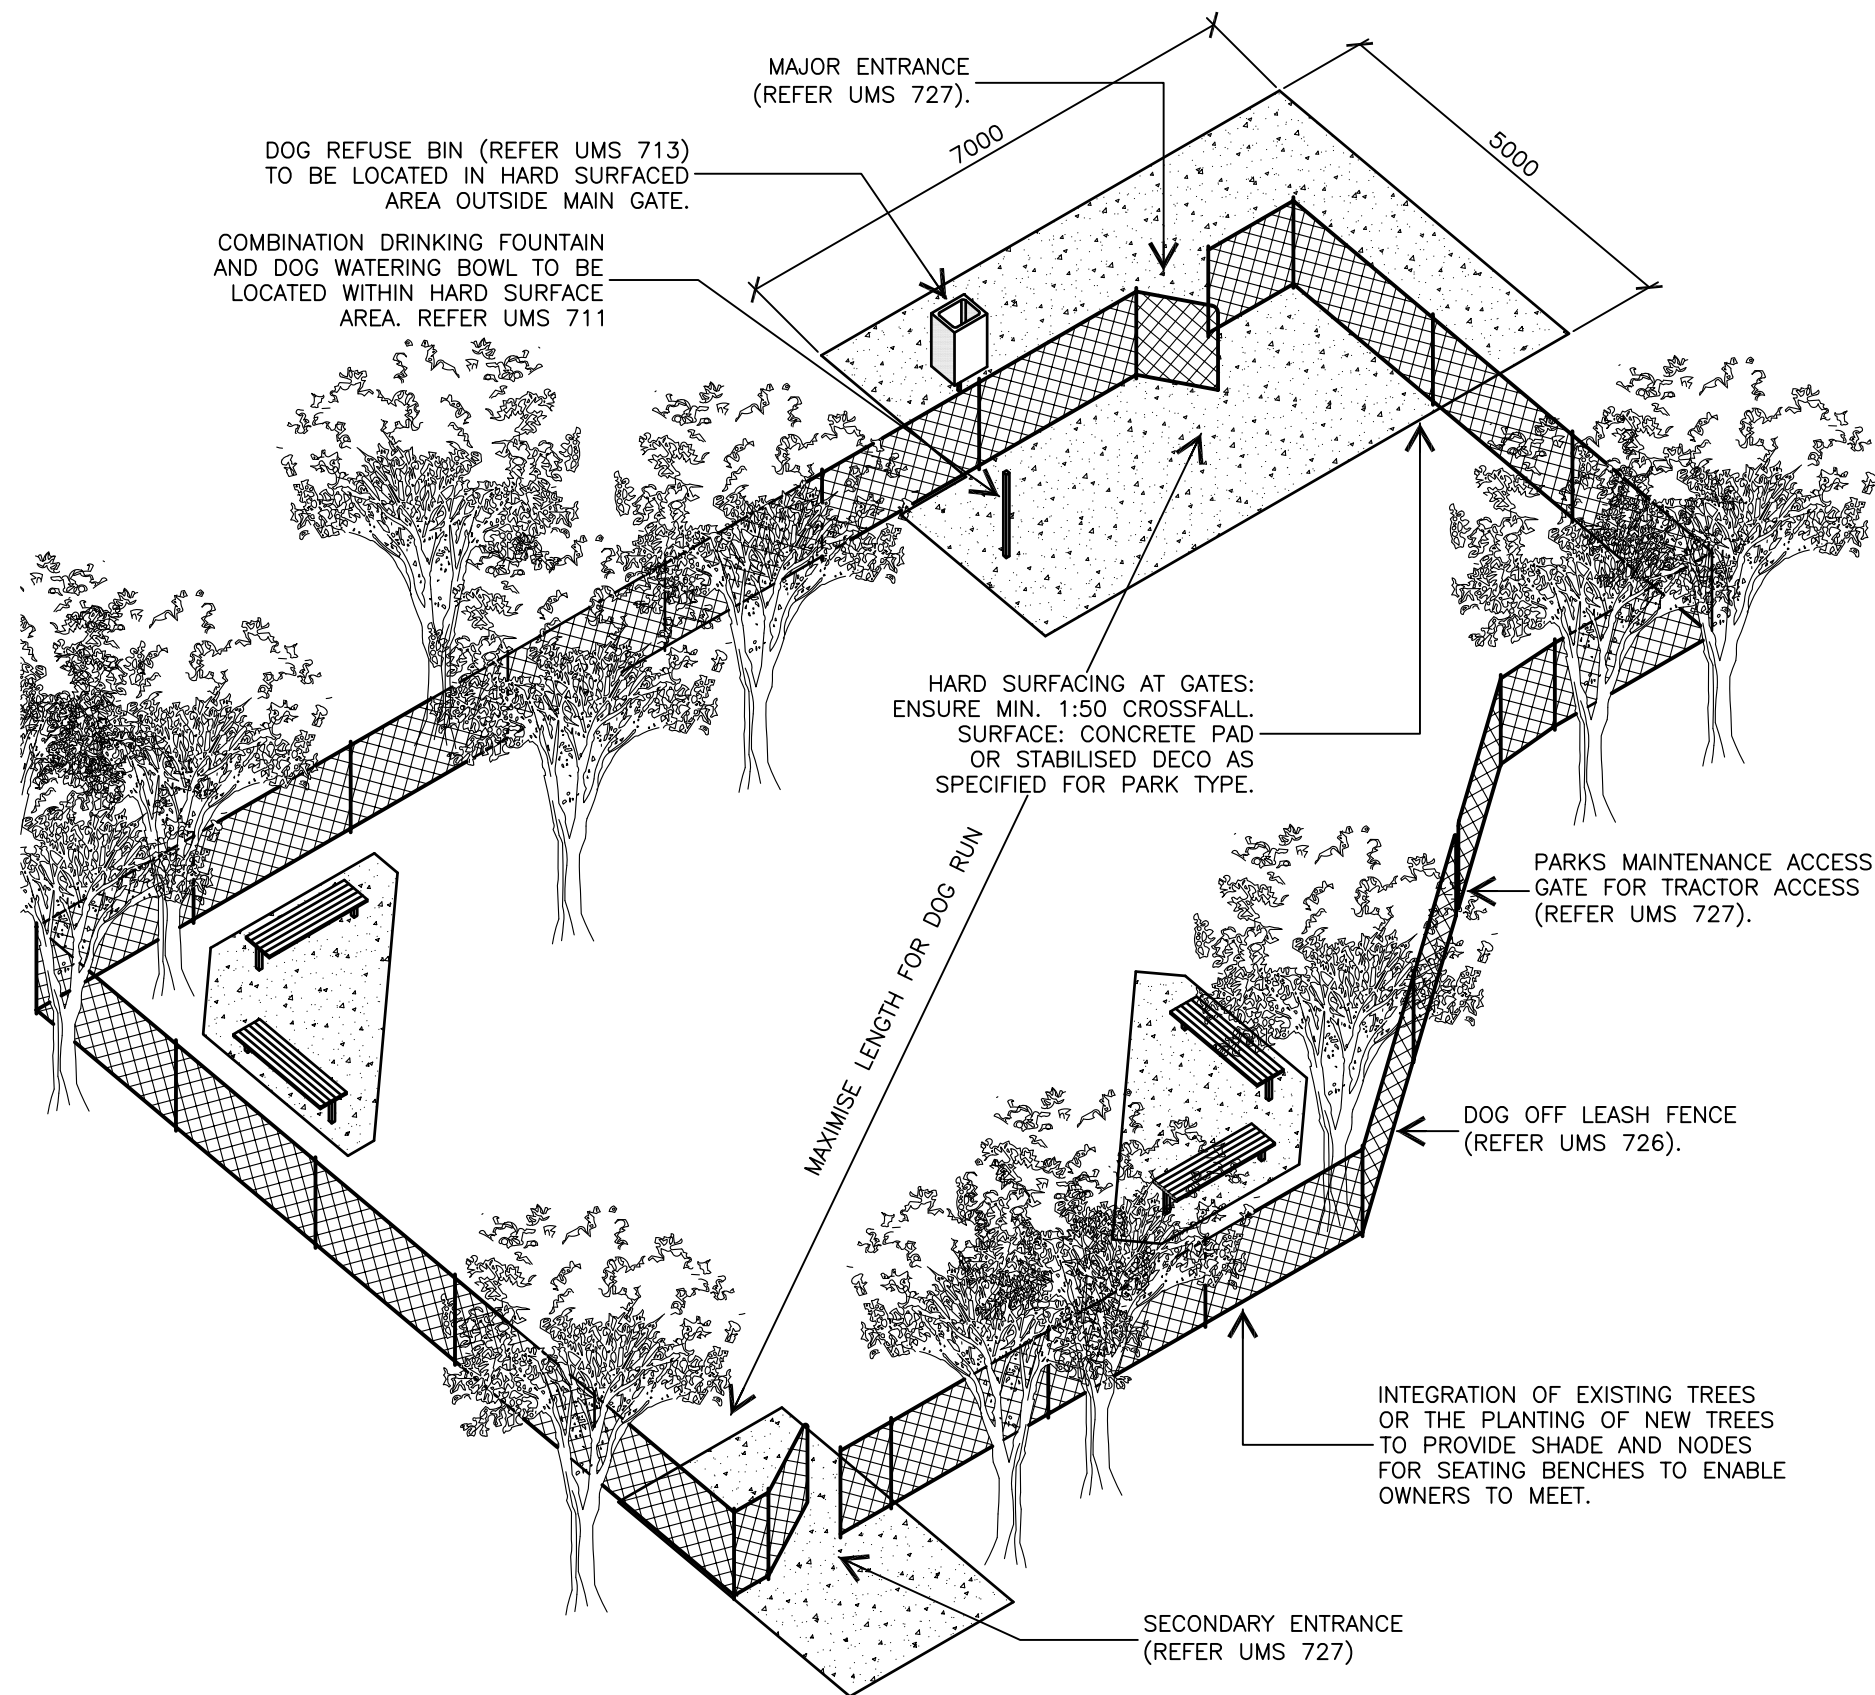 MAJOR ENTRANCE
(REFER UMS 727).
7000
5000
DOG REFUSE BIN (REFER UMS 713)
TO BE LOCATED IN HARD SURFACED
AREA OUTSIDE MAIN GATE.
COMBINATION DRINKING FOUNTAIN
AND DOG WATERING BOWL TO BE
LOCATED WITHIN HARD SURFACE
AREA. REFER UMS 711
HARD SURFACING AT GATES:
ENSURE MIN. 1:50 CROSSFALL.
SURFACE: CONCRETE PAD
OR STABILISED DECO AS
SPECIFIED FOR PARK TYPE.
MAXIMISE LENGTH FOR DOG RUN
PARKS MAINTENANCE ACCESS
GATE FOR TRACTOR ACCESS
(REFER UMS 727).
DOG OFF LEASH FENCE
(REFER UMS 726).
INTEGRATION OF EXISTING TREES
OR THE PLANTING OF NEW TREES
TO PROVIDE SHADE AND NODES
FOR SEATING BENCHES TO ENABLE
OWNERS TO MEET.
SECONDARY ENTRANCE
(REFER UMS 727)